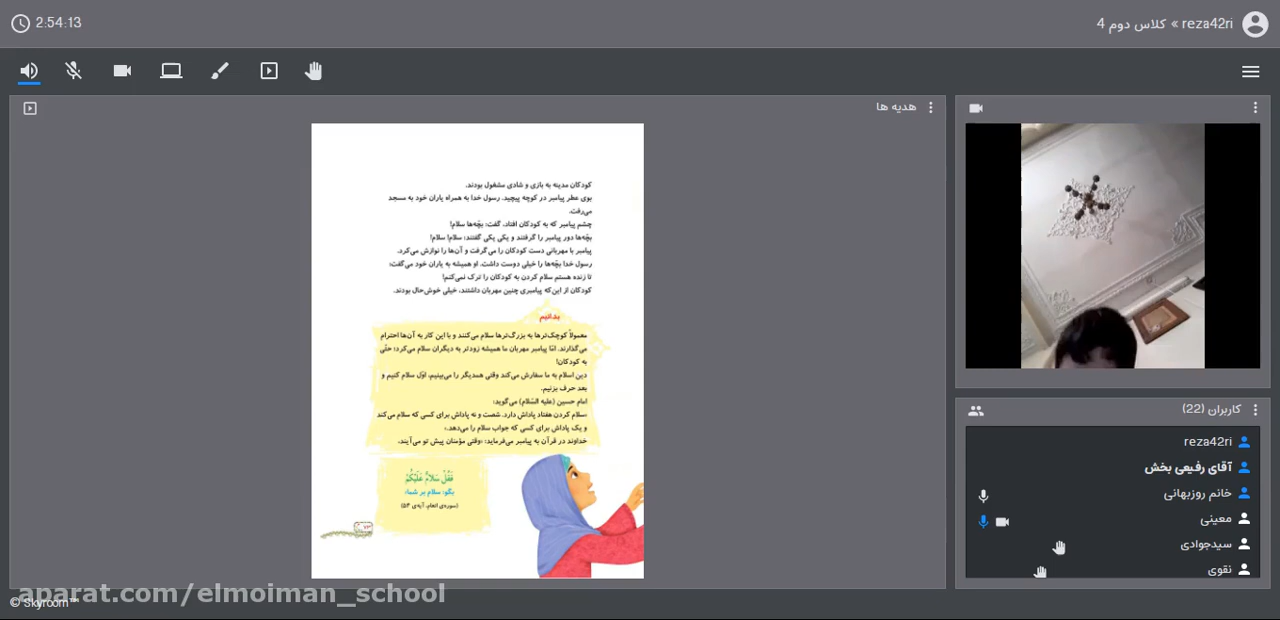 2:54:13
reza42ri » کلاس دوم 4
هدیه ها
کودکان مدینه به بازی و شادی مشغول بودند.
بوی عطر پیامبر در کوچه پیچید. رسول خدا به همراه یاران خود به مسجد
می‌رفت.
چشم پیامبر که به کودکان افتاد، گفت: بچّه‌ها سلام!
بچّه‌ها دور پیامبر را گرفتند و یکی یکی گفتند: سلام! سلام!
پیامبر با مهربانی دست کودکان را می‌گرفت و آن‌ها را نوازش می‌کرد.
رسول خدا بچّه‌ها را خیلی دوست داشت. او همیشه به یاران خود می‌گفت:
تا زنده هستم سلام کردن به کودکان را ترک نمی‌کنم!
کودکان از این‌که پیامبری چنین مهربان داشتند، خیلی خوش‌حال بودند.
بدانیم
معمولاً کوچک‌ترها به بزرگ‌ترها سلام می‌کنند و با این کار به آن‌ها احترام
می‌گذارند. امّا پیامبر مهربان ما همیشه زودتر به دیگران سلام می‌کرد؛ حتّی
به کودکان!
دین اسلام به ما سفارش می‌کند وقتی همدیگر را می‌بینیم، اوّل سلام کنیم و
بعد حرف بزنیم.
امام حسین (علیه السّلام) می‌گوید:
«سلام کردن هفتاد پاداش دارد. شصت و نه پاداش برای کسی که سلام می‌کند
و یک پاداش برای کسی که جواب سلام را می‌دهد.»
خداوند در قرآن به پیامبر می‌فرماید: «وقتی مؤمنان پیش تو می‌آیند،
فَقُلْ سَلامٌ عَلَيْكُمْ
بگو: سلام بر شما»
(سوره‌ی انعام، آیه‌ی ۵۴)
۷۳
کاربران (22)
reza42ri
آقای رفیعی بخش
خانم روزبهانی
معینی
سیدجوادی
نقوی
aparat.com/elmoiman_school
© Skyroom™